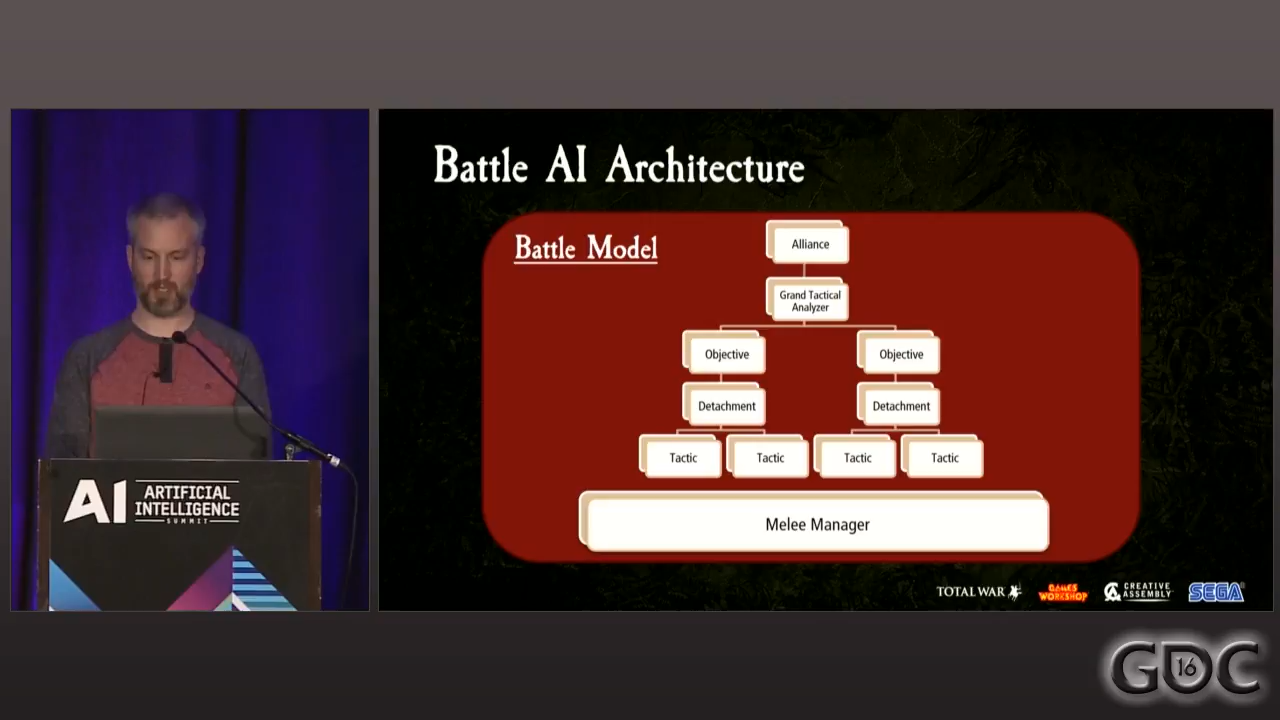 Battle AI Architecture
Battle Model
Alliance
Grand Tactical
Analyzer
Objective
Objective
Detachment
Detachment
Tactic
Tactic
Tactic
Tactic
Melee Manager
TOTAL WAR
GAMES
WORKSHOP
CREATIVE
ASSEMBLY
SEGA
AI
ARTIFICIAL
INTELLIGENCE
SUMMIT
GDC
16